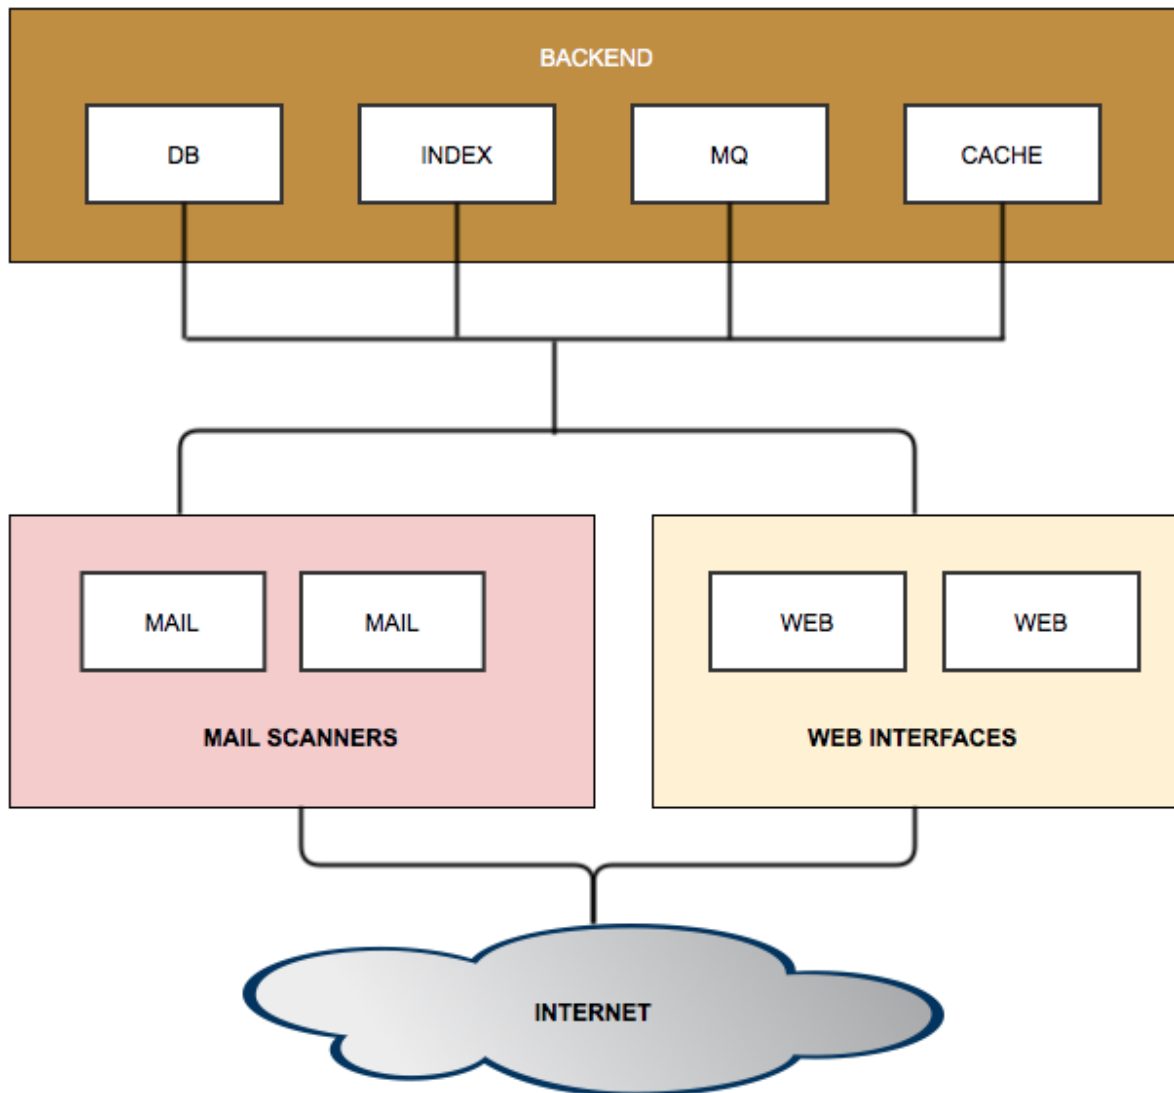 BACKEND
DB
INDEX
MQ
CACHE
MAIL
MAIL
WEB
WEB
MAIL SCANNERS
WEB INTERFACES
INTERNET